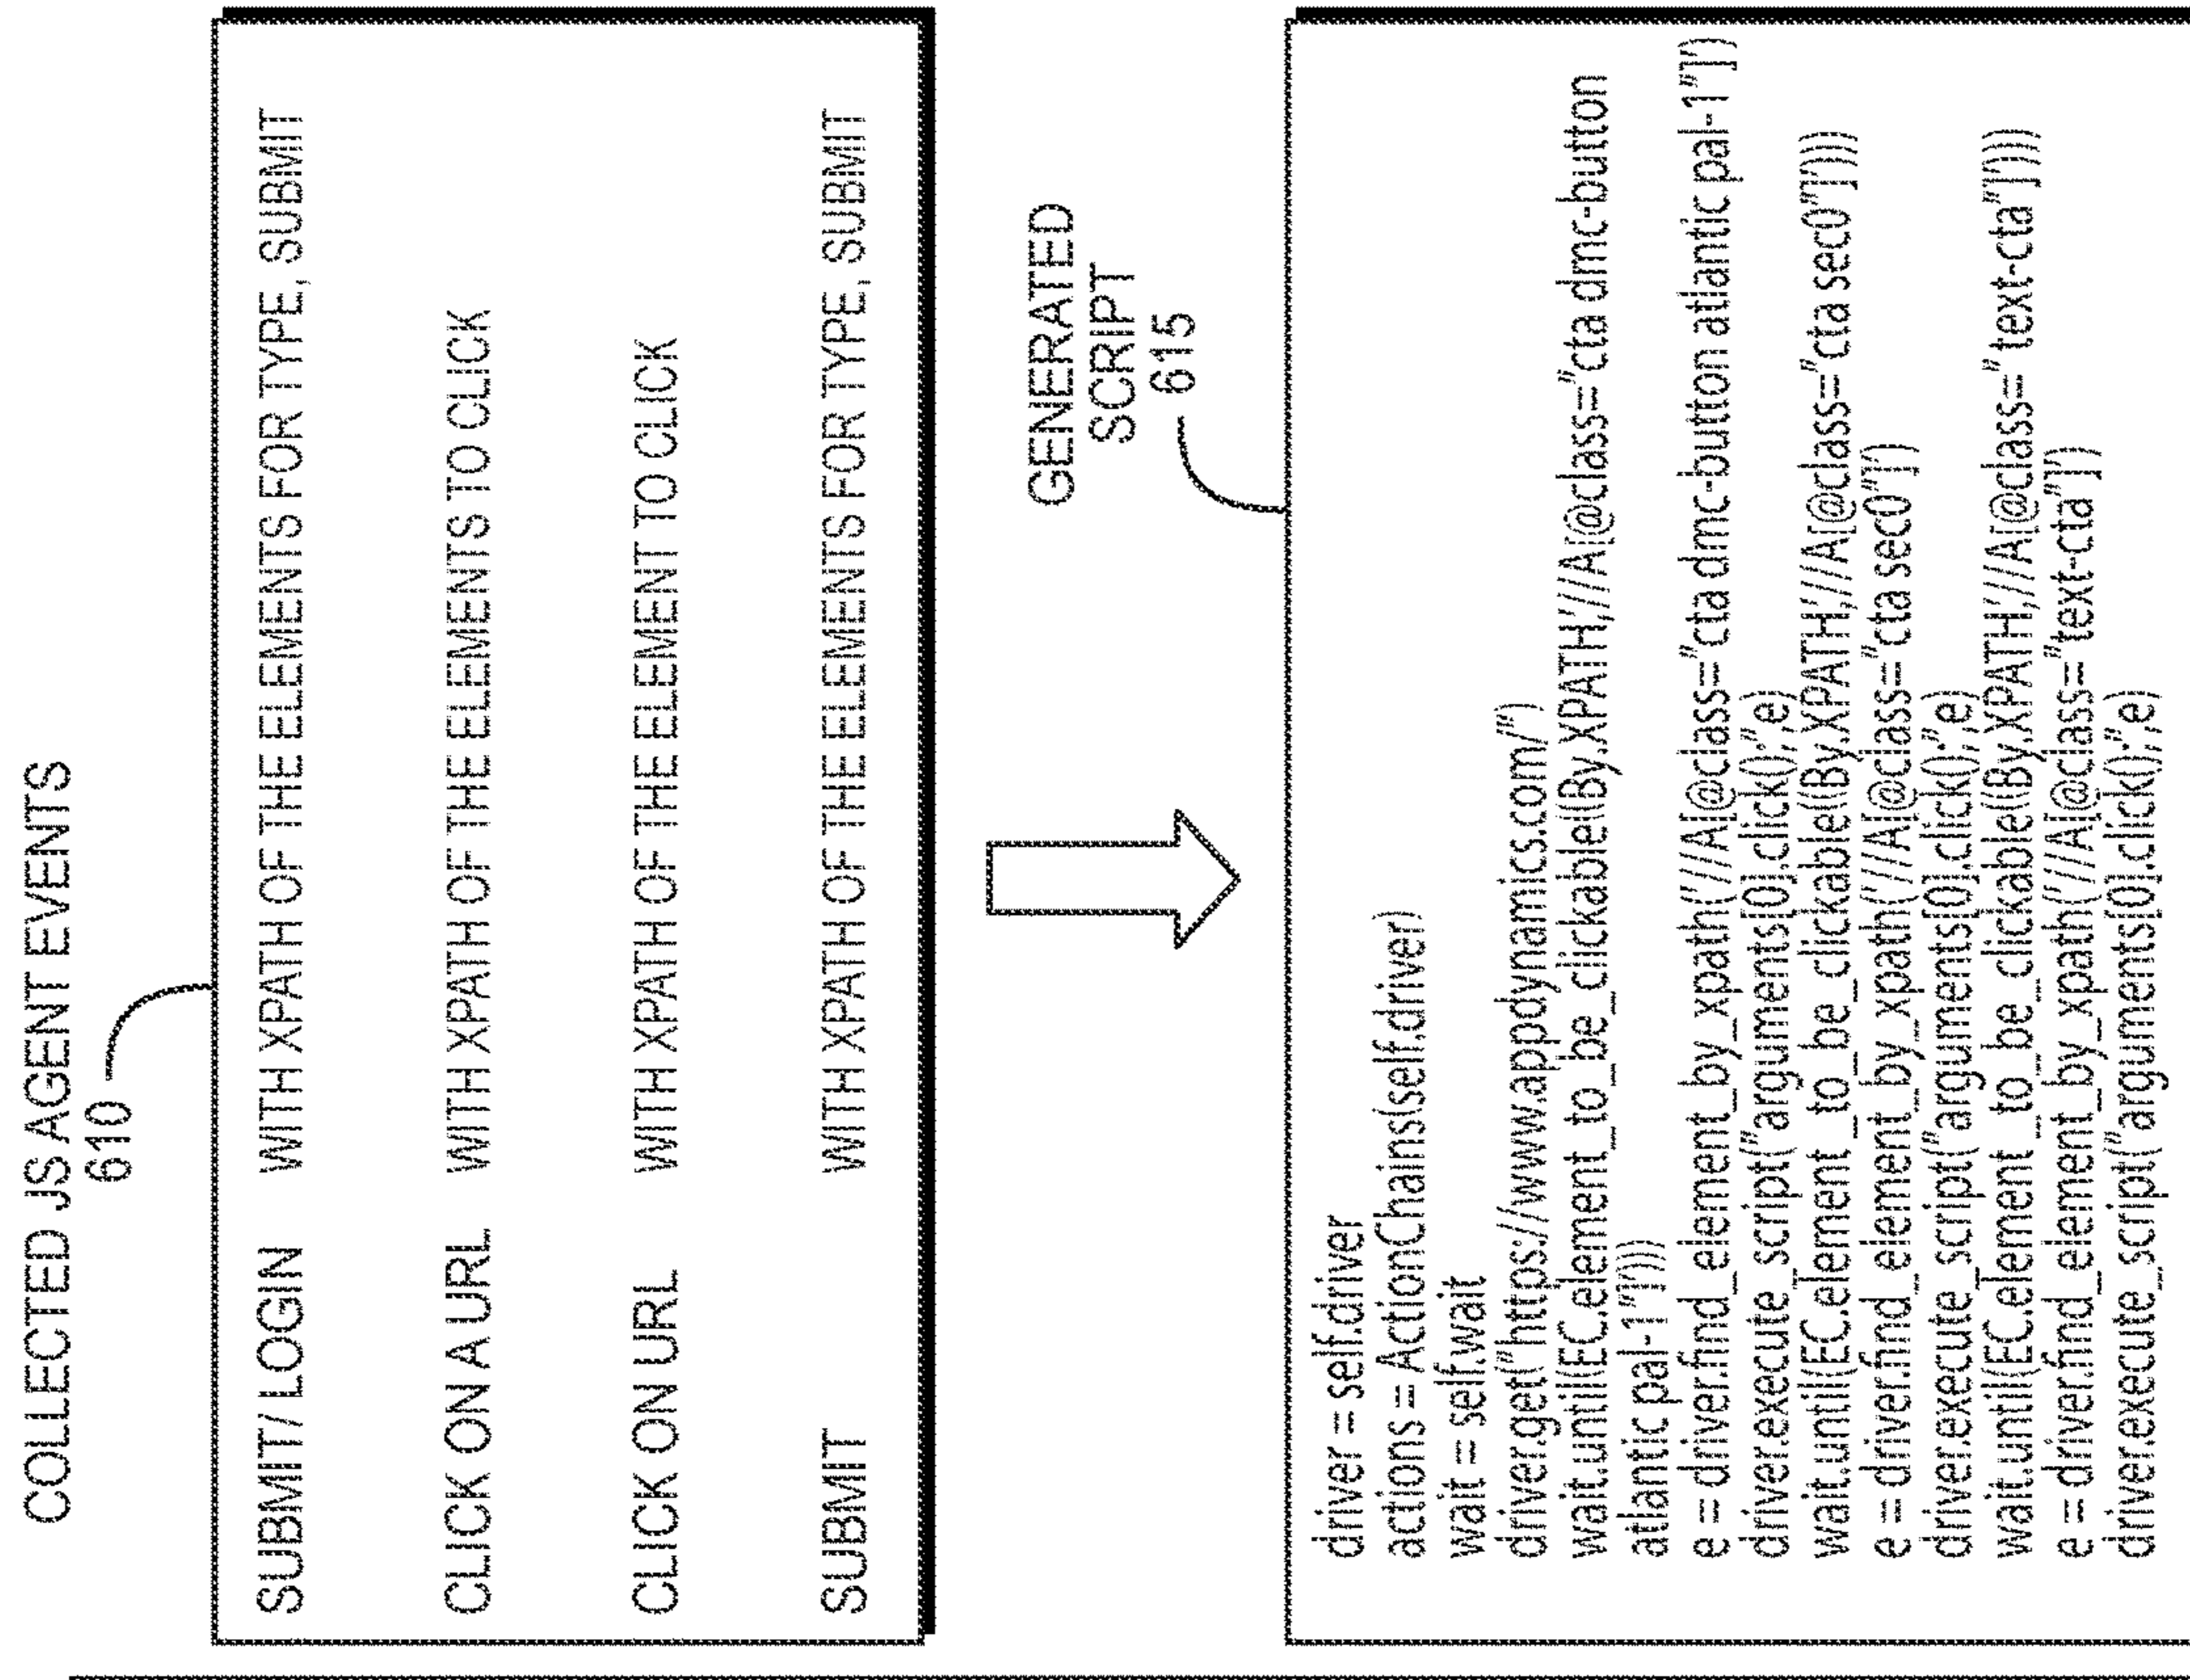 COLLECTED JS AGENT EVENTS
610
SUBMIT/ LOGIN WITH XPATH OF THE ELEMENTS FOR TYPE, SUBMIT
CLICK ON A URL WITH XPATH OF THE ELEMENTS TO CLICK
CLICK ON URL WITH XPATH OF THE ELEMENT TO CLICK
SUBMIT WITH XPATH OF THE ELEMENTS FOR TYPE, SUBMIT
GENERATED
SCRIPT
615
driver = self.driver
actions = ActionChains(self.driver)
wait = self.wait
driver.get("https://www.appdynamics.com/")
wait.until(EC.element_to_be_clickable((By.XPATH,'//A[@class="cta dmc-button
atlantic pal-1"]')))
e = driver.find_element_by_xpath('//A[@class="cta dmc-button atlantic pal-1"]')
driver.execute_script("arguments[0].click();",e)
wait.until(EC.element_to_be_clickable((By.XPATH,'//A[@class="cta sec0"]')))
e = driver.find_element_by_xpath('//A[@class="cta sec0"]')
driver.execute_script("arguments[0].click();",e)
wait.until(EC.element_to_be_clickable((By.XPATH,'//A[@class="text-cta"]')))
e = driver.find_element_by_xpath('//A[@class="text-cta"]')
driver.execute_script("arguments[0].click();",e)